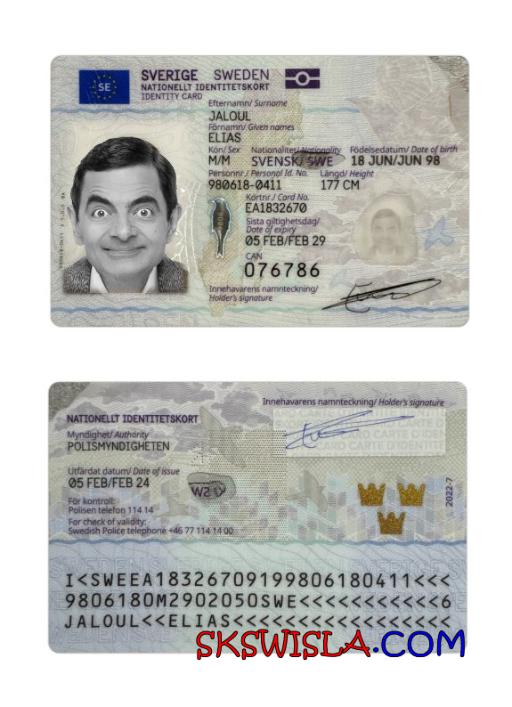 SE
SVERIGE SWEDEN
NATIONELLT IDENTITETSKORT
IDENTITY CARD
Efternamn/ Surname
JALOUL
Förnamn/ Given names
ELIAS
Kön/ Sex Nationalitet/ Nationality Födelsedatum/ Date of birth
M/M SVENSK/SWE 18 JUN/JUN 98
Personnr./ Personal Id. No. Längd/ Height
980618-0411 177 CM
Kortnr./ Card No.
EA1832670
Sista giltighetsdag/
Date of expiry
05 FEB/FEB 29
CAN
076786
Innehavarens namnteckning/
Holder's signature
Innehavarens namnteckning/ Holder's signature
NATIONELLT IDENTITETSKORT
Myndighet/ Authority
POLISMYNDIGHETEN
Utfärdat datum/ Date of issue
05 FEB/FEB 24
För kontroll:
Polisen telefon 114 14
For check of validity:
Swedish Police telephone +46 77 114 14 00
2022-7
I<SWEEA18326709199806180411<<<
9806180M2902050SWE<<<<<<<<<<<6
JALOUL<<ELIAS<<<<<<<<<<<<<<<<<
SKSWISLA.COM